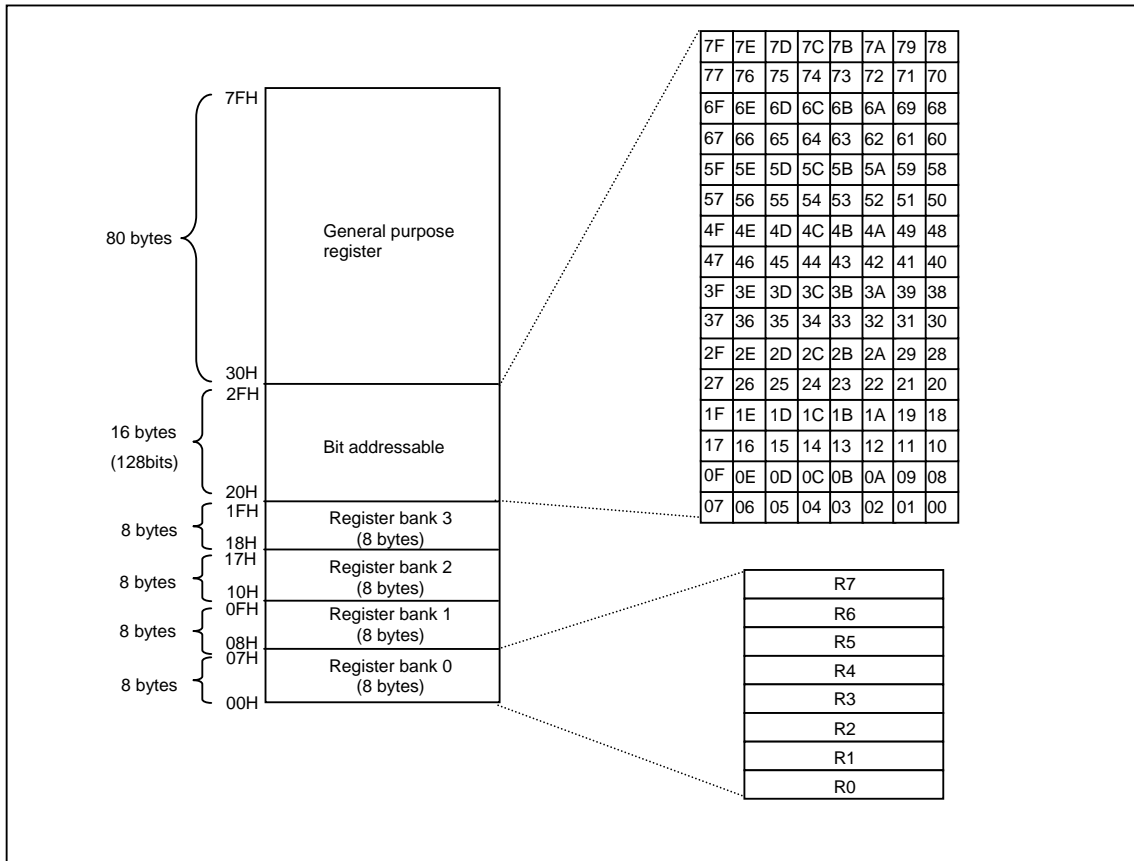 7FH
80 bytes
General purpose
register
30H
2FH
16 bytes
(128bits)
Bit addressable
20H
1FH
8 bytes
Register bank 3
(8 bytes)
18H
17H
8 bytes
Register bank 2
(8 bytes)
10H
0FH
8 bytes
Register bank 1
(8 bytes)
08H
07H
8 bytes
Register bank 0
(8 bytes)
00H
7F 7E 7D 7C 7B 7A 79 78
77 76 75 74 73 72 71 70
6F 6E 6D 6C 6B 6A 69 68
67 66 65 64 63 62 61 60
5F 5E 5D 5C 5B 5A 59 58
57 56 55 54 53 52 51 50
4F 4E 4D 4C 4B 4A 49 48
47 46 45 44 43 42 41 40
3F 3E 3D 3C 3B 3A 39 38
37 36 35 34 33 32 31 30
2F 2E 2D 2C 2B 2A 29 28
27 26 25 24 23 22 21 20
1F 1E 1D 1C 1B 1A 19 18
17 16 15 14 13 12 11 10
0F 0E 0D 0C 0B 0A 09 08
07 06 05 04 03 02 01 00
R7
R6
R5
R4
R3
R2
R1
R0